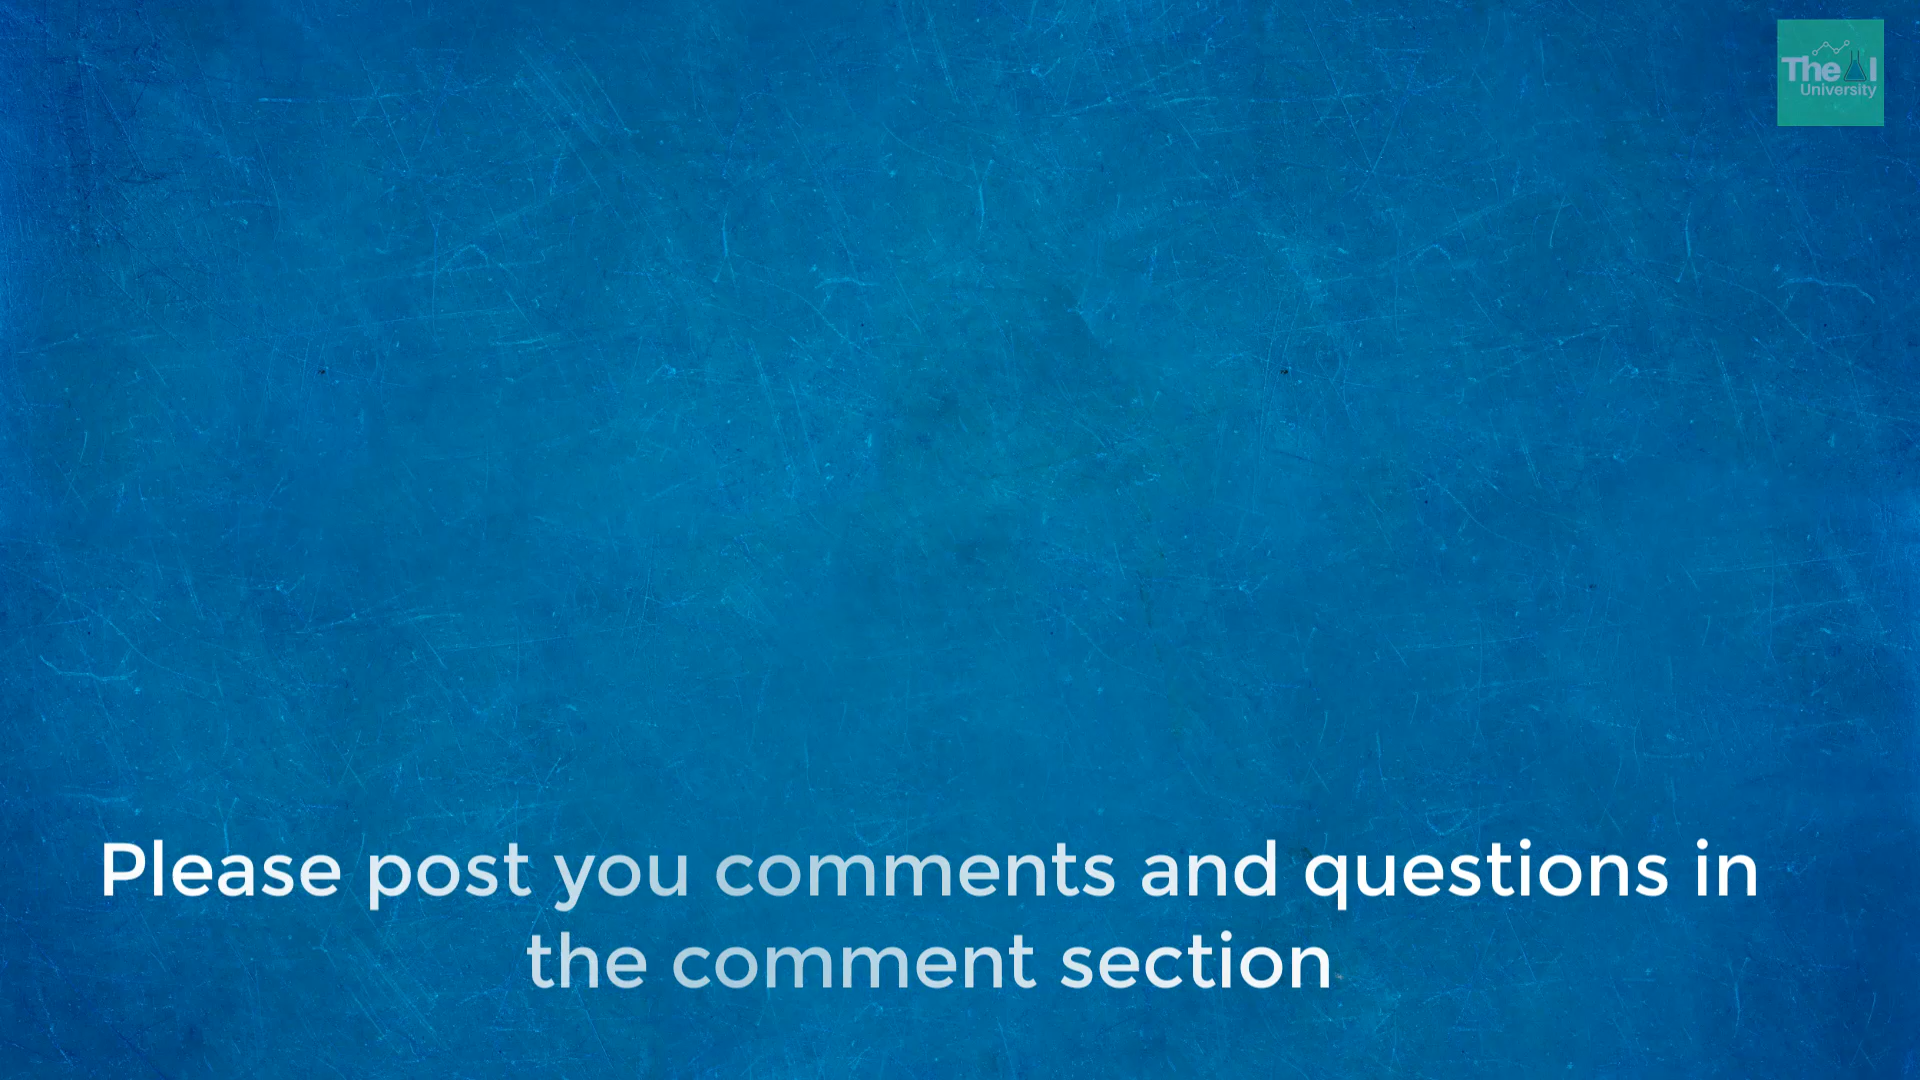 The AI
University
Please post you comments and questions in
the comment section